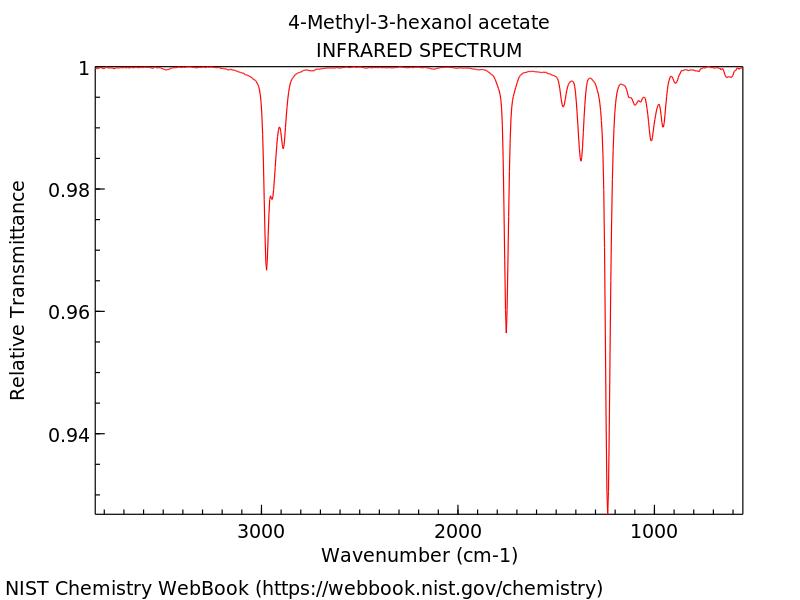 4-Methyl-3-hexanol acetate
INFRARED SPECTRUM
1
0.98
0.96
0.94
Relative Transmittance
3000 2000 1000
Wavenumber (cm-1)
NIST Chemistry WebBook (https://webbook.nist.gov/chemistry)